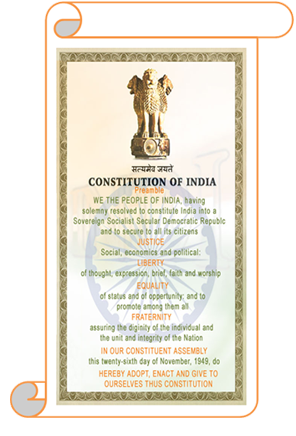 सत्यमेव जयते
CONSTITUTION OF INDIA
Preamble
WE THE PEOPLE OF INDIA, having
solemny resolved to constitute India into a
Sovereign Socialist Secular Democratic Republc
and to secure to all its citizens
JUSTICE
Social, economics and political:
LIBERTY
of thought, expression, brief, faith and worship
EQUALITY
of status and of opportunity; and to
promote among them all
FRATERNITY
assuring the diginity of the individual and
the unit and integrity of the Nation
IN OUR CONSTITUENT ASSEMBLY
this twenty-sixth day of November, 1949, do
HEREBY ADOPT, ENACT AND GIVE TO
OURSELVES THUS CONSTITUTION